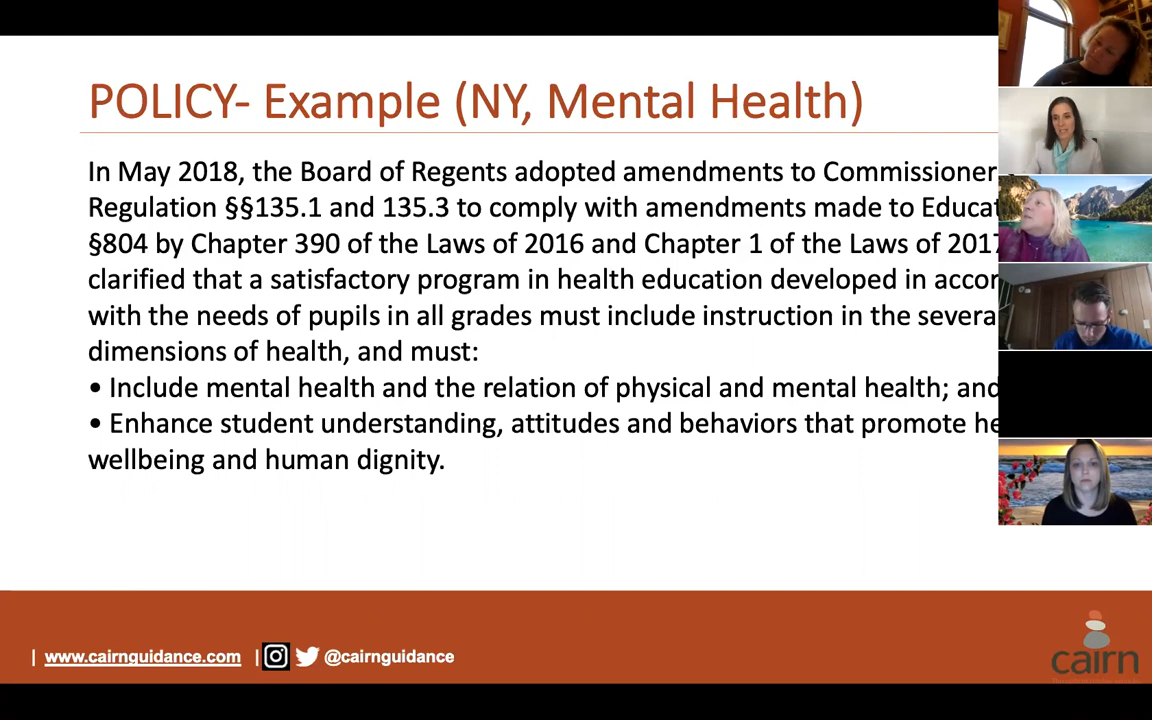 POLICY- Example (NY, Mental Health)
In May 2018, the Board of Regents adopted amendments to Commissioner
Regulation §§135.1 and 135.3 to comply with amendments made to Educat
§804 by Chapter 390 of the Laws of 2016 and Chapter 1 of the Laws of 2017
clarified that a satisfactory program in health education developed in accor
with the needs of pupils in all grades must include instruction in the severa
dimensions of health, and must:
• Include mental health and the relation of physical and mental health; and
• Enhance student understanding, attitudes and behaviors that promote he
wellbeing and human dignity.
| www.cairnguidance.com | @cairnguidance
cairn